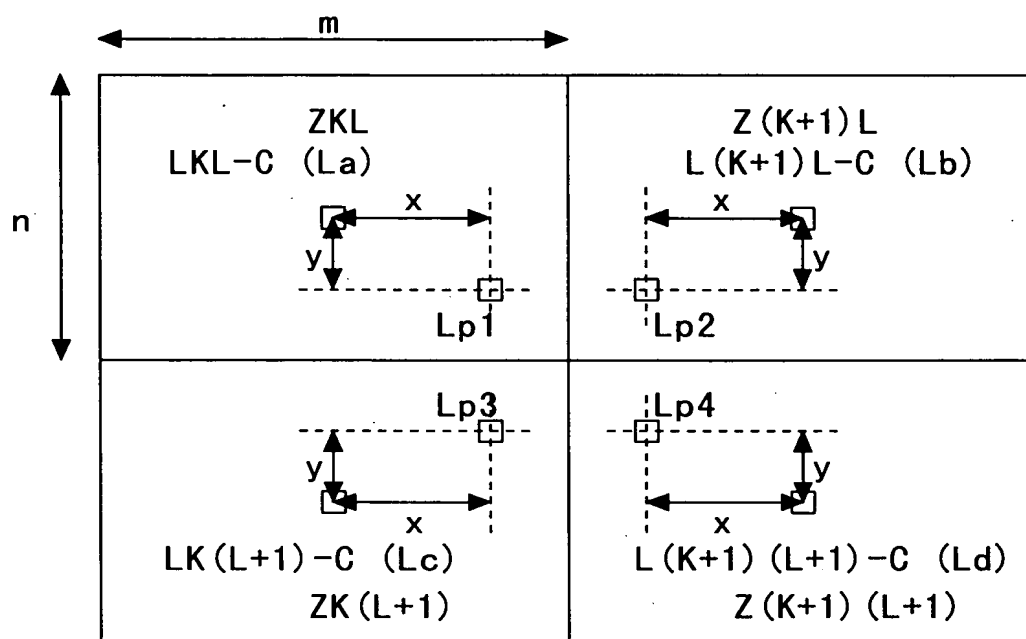 m
n
ZKL
LKL-C (La)
x
y
Lp1
Z(K+1)L
L(K+1)L-C (Lb)
x
y
Lp2
Lp3
y
x
LK(L+1)-C (Lc)
ZK(L+1)
Lp4
y
x
L(K+1)(L+1)-C (Ld)
Z(K+1)(L+1)